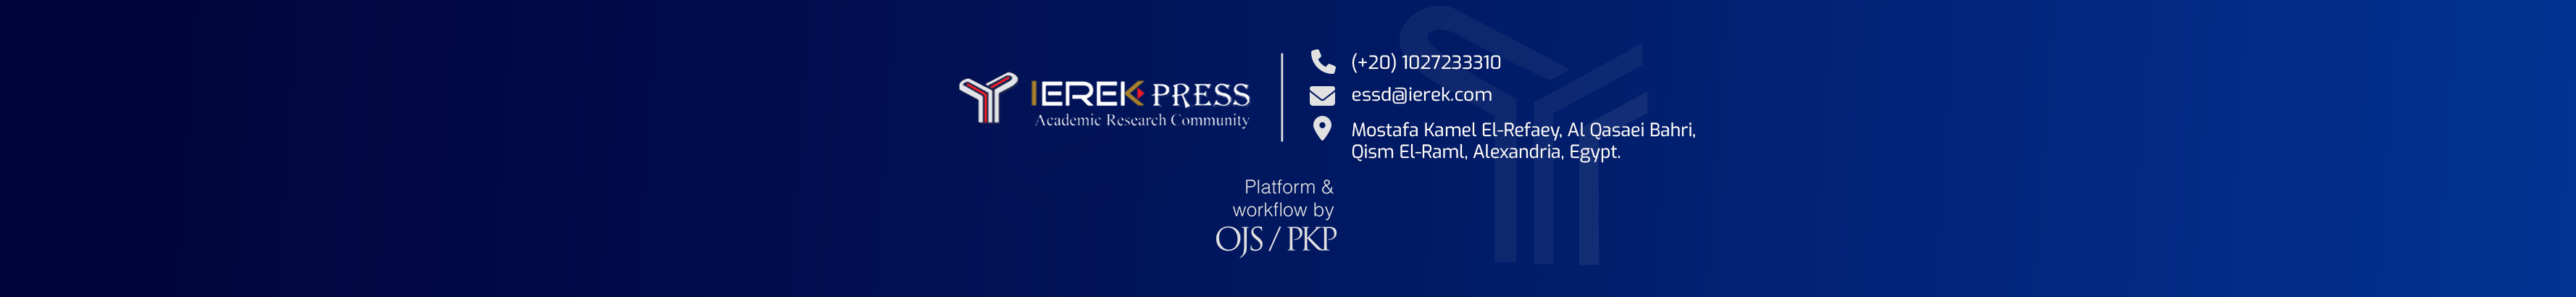 IEREK PRESS
Academic Research Community
(+20) 1027233310
essd@ierek.com
Mostafa Kamel El-Refaey, Al Qasaei Bahri,
Qism El-Raml, Alexandria, Egypt.
Platform &
workflow by
OJS / PKP